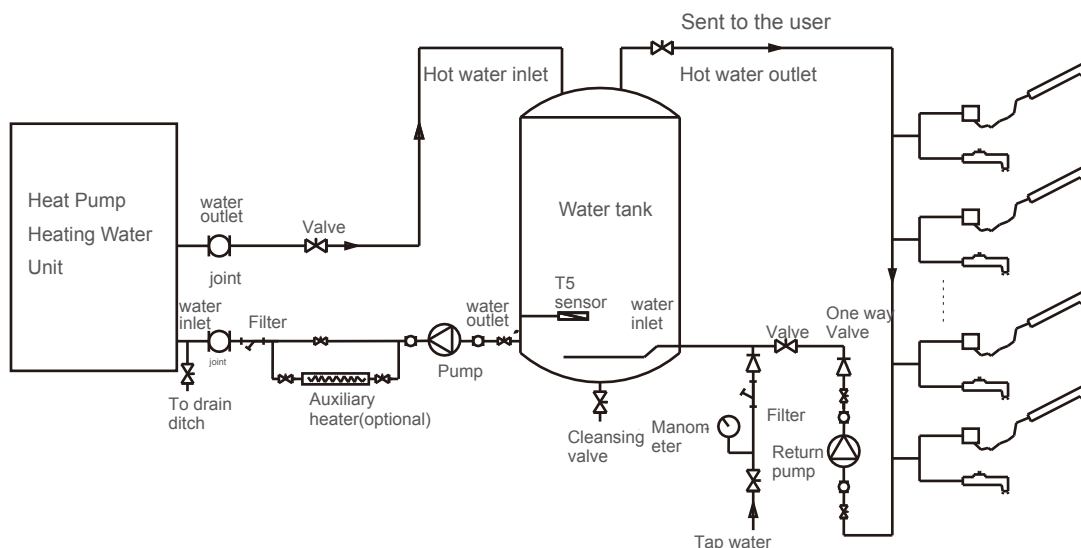 Sent to the user
Hot water inlet
Hot water outlet
Heat Pump
Heating Water
Unit
water
outlet
Valve
joint
Water tank
T5
sensor
water
inlet
water
inlet
Filter
joint
water
outlet
Pump
Valve
One way
Valve
To drain
ditch
Auxiliary
heater(optional)
Cleansing
valve
Manom
eter
Filter
Return
pump
Tap water